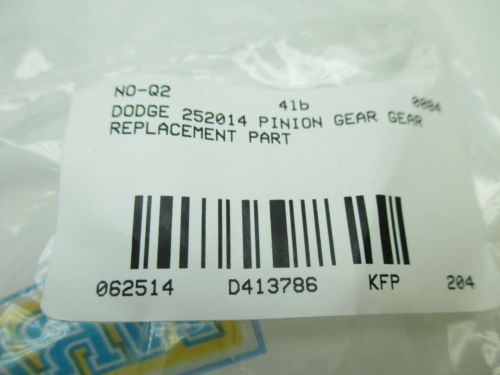 NO-Q2 41b 0004
DODGE 252014 PINION GEAR GEAR
REPLACEMENT PART
062514 D413786 KFP 204